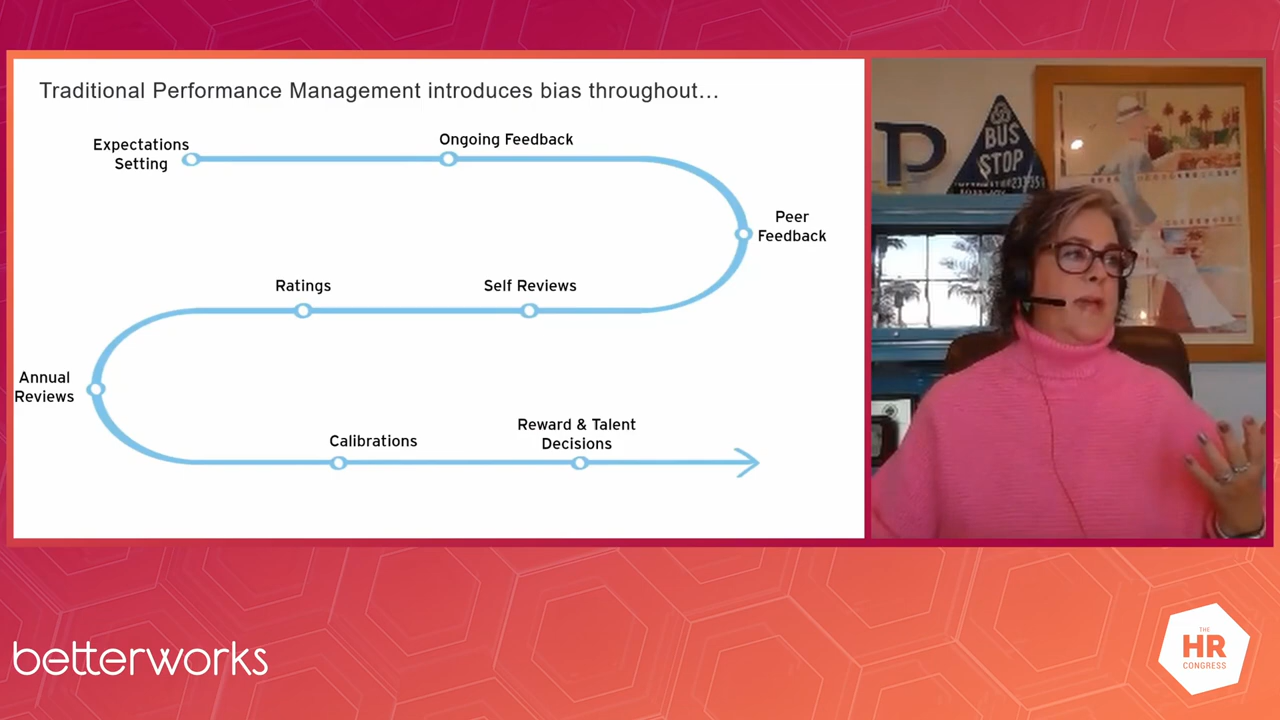 Traditional Performance Management introduces bias throughout...
Expectations
Setting
Ongoing Feedback
Peer
Feedback
Ratings
Self Reviews
Annual
Reviews
Calibrations
Reward & Talent
Decisions
P
BUS
STOP
betterworks
THE
HR
CONGRESS